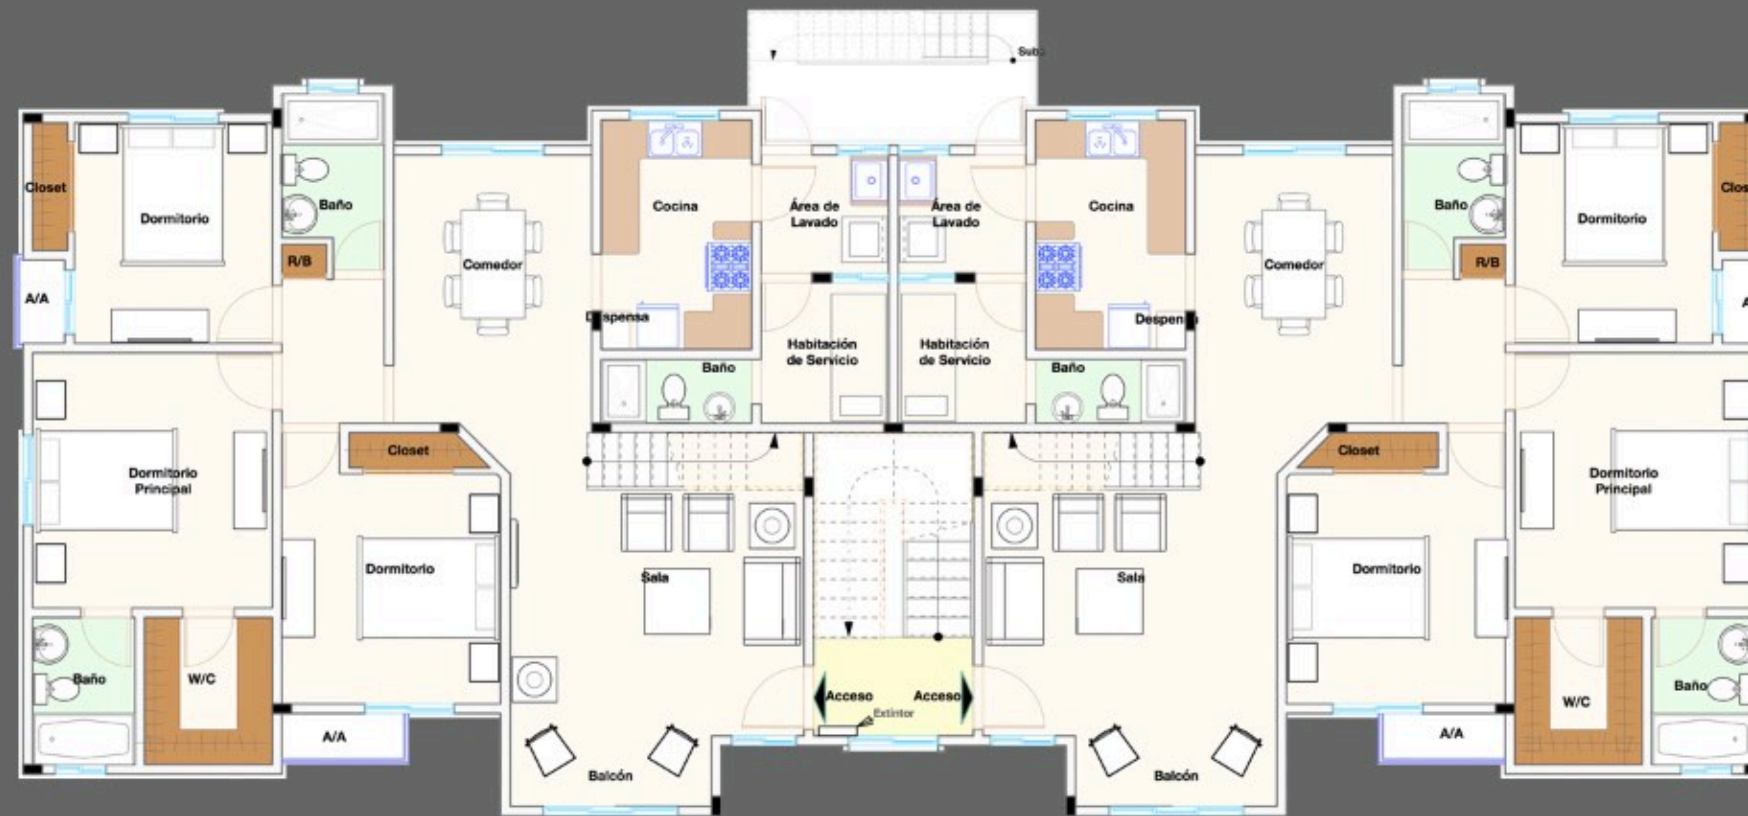 Sube
Closet
Dormitorio
Baño
R/B
A/A
Comedor
Cocina
Despensa
Área de
Lavado
Área de
Lavado
Cocina
Despensa
Comedor
Baño
R/B
Dormitorio
Clos
A
Habitación
de Servicio
Habitación
de Servicio
Baño
Baño
Dormitorio
Principal
Closet
Dormitorio
Sala
Sala
Closet
Dormitorio
Dormitorio
Principal
Baño
W/C
A/A
Balcón
Acceso
Acceso
Extintor
Balcón
A/A
W/C
Baño